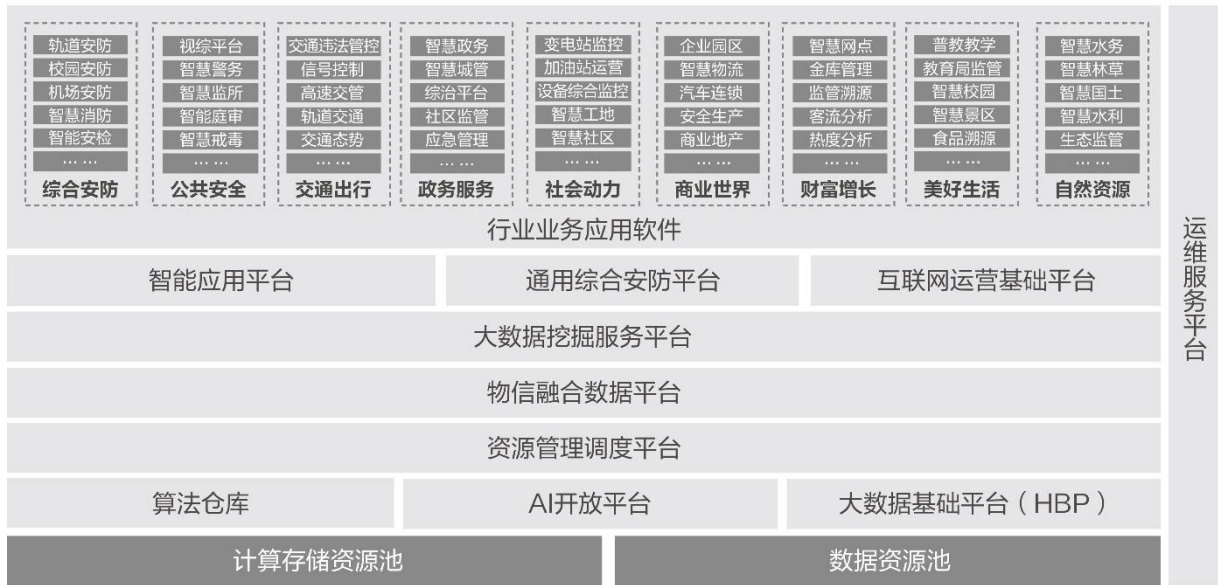 轨道安防
校园安防
机场安防
智慧消防
智能安检
… …
综合安防
视综平台
智慧警务
智慧监所
智能庭审
智慧戒毒
… …
公共安全
交通违法管控
信号控制
高速交管
轨道交通
交通态势
… …
交通出行
智慧政务
智慧城管
综治平台
社区监管
应急管理
… …
政务服务
变电站监控
加油站运营
设备综合监控
智慧工地
智慧社区
… …
社会动力
企业园区
智慧物流
汽车连锁
安全生产
商业地产
… …
商业世界
智慧网点
金库管理
监管溯源
客流分析
热度分析
… …
财富增长
普教教学
教育局监管
智慧校园
智慧景区
食品溯源
… …
美好生活
智慧水务
智慧林草
智慧国土
智慧水利
生态监管
… …
自然资源
行业业务应用软件
智能应用平台
通用综合安防平台
互联网运营基础平台
大数据挖掘服务平台
物信融合数据平台
资源管理调度平台
算法仓库
AI开放平台
大数据基础平台（HBP）
计算存储资源池
数据资源池
运维服务平台